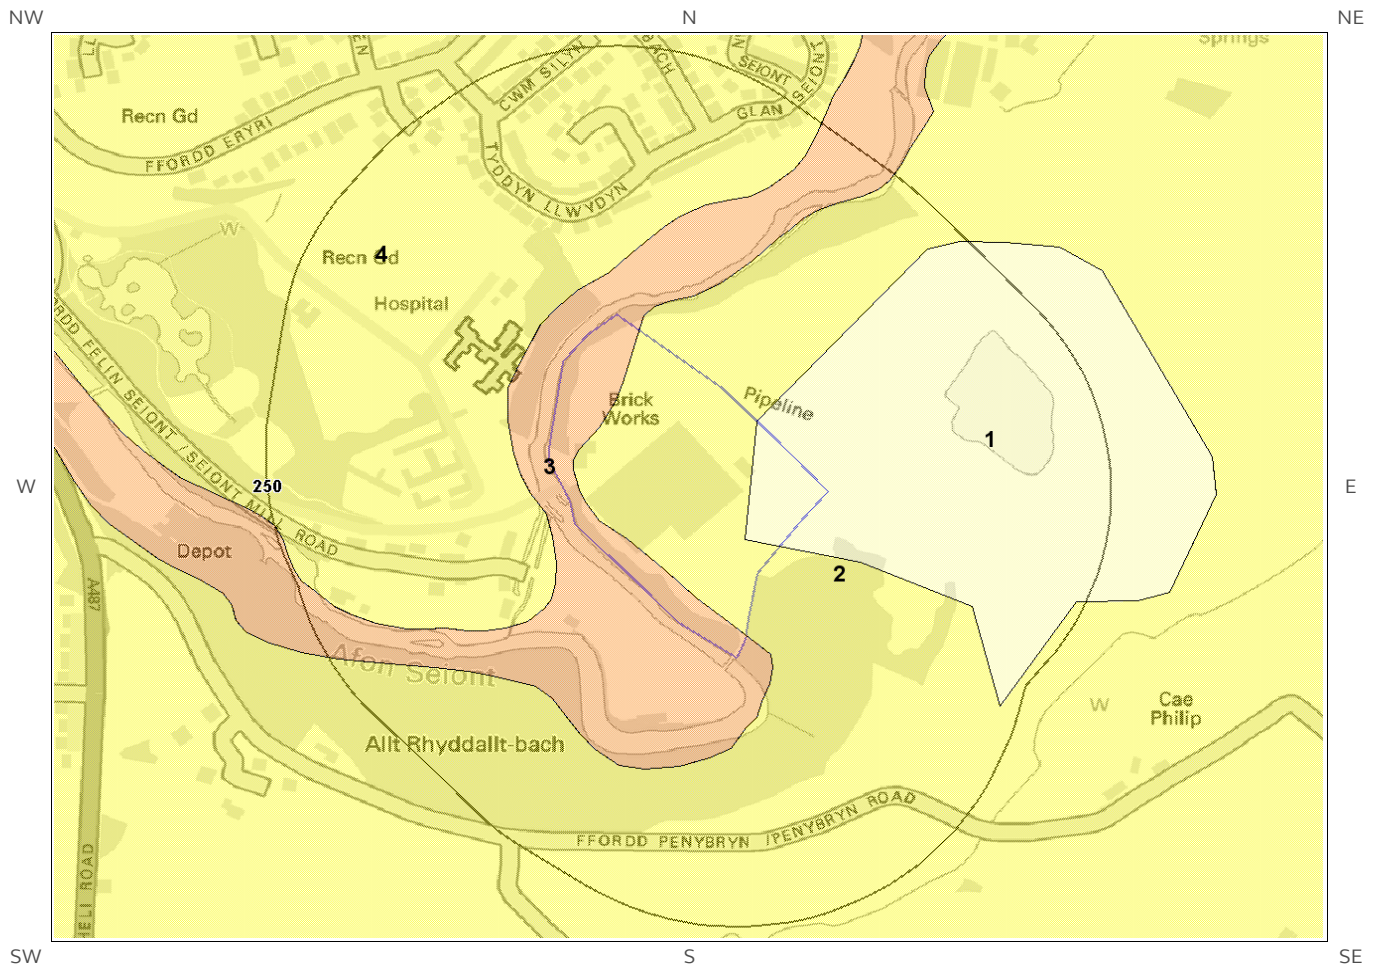 NW
N
NE
Springs
CWM SILYN
BACH
SEIONT
SEIONT
GLAN
Recn Gd
FFORDD ERYRI
TYDDYN LLWYDYN
W
4
Recn Gd
Hospital
FFORDD FELIN SEIONT / SEIONT MILL ROAD
Brick
Works
Pipeline
1
3
W
250
E
Depot
2
A487
Afon Seiont
W
Cae
Philip
Allt Rhyddallt-bach
FFORDD PENYBRYN / PENYBRYN ROAD
HELI ROAD
SW
S
SE